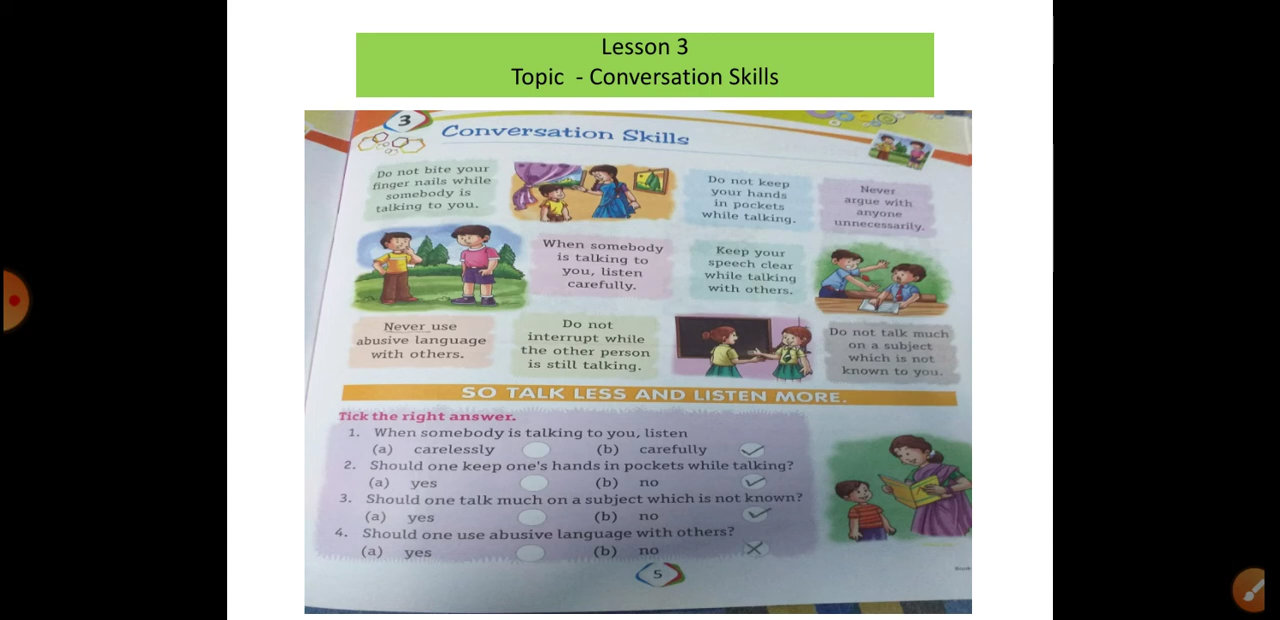 Lesson 3
Topic - Conversation Skills
3
Conversation Skills
Do not bite your
finger nails while
somebody is
talking to you.
Do not keep
your hands
in pockets
while talking.
Never
argue with
anyone
unnecessarily.
When somebody
is talking to
you, listen
carefully.
Keep your
speech clear
while talking
with others.
Never use
abusive language
with others.
Do not
interrupt while
the other person
is still talking.
Do not talk much
on a subject
which is not
known to you.
SO TALK LESS AND LISTEN MORE.
Tick the right answer.
1. When somebody is talking to you, listen
(a) carelessly (b) carefully ✓
2. Should one keep one's hands in pockets while talking?
(a) yes (b) no ✓
3. Should one talk much on a subject which is not known?
(a) yes (b) no ✓
4. Should one use abusive language with others?
(a) yes (b) no ✗
5